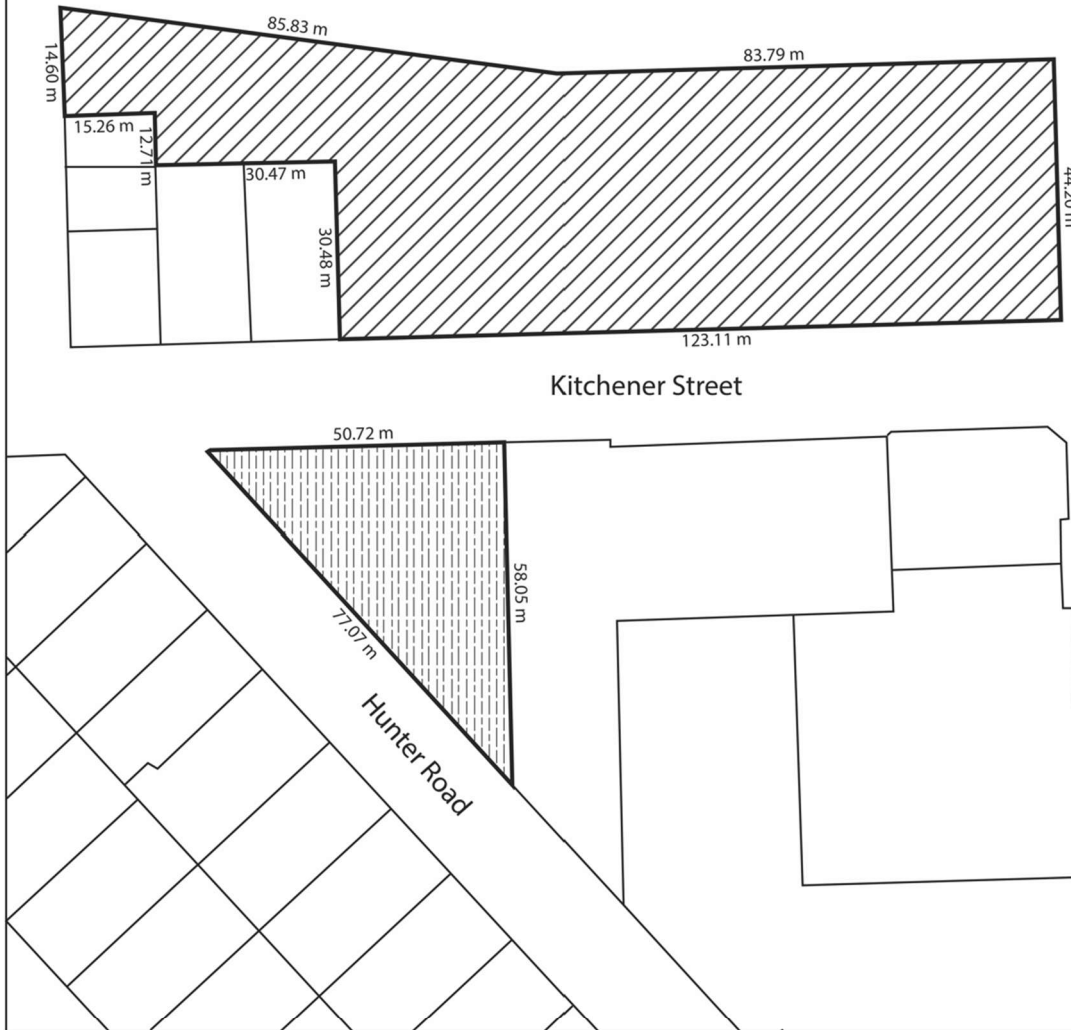 85.83 m
83.79 m
14.60 m
15.26 m
12.71 m
30.47 m
30.48 m
123.11 m
Kitchener Street
50.72 m
58.05 m
77.07 m
Hunter Road